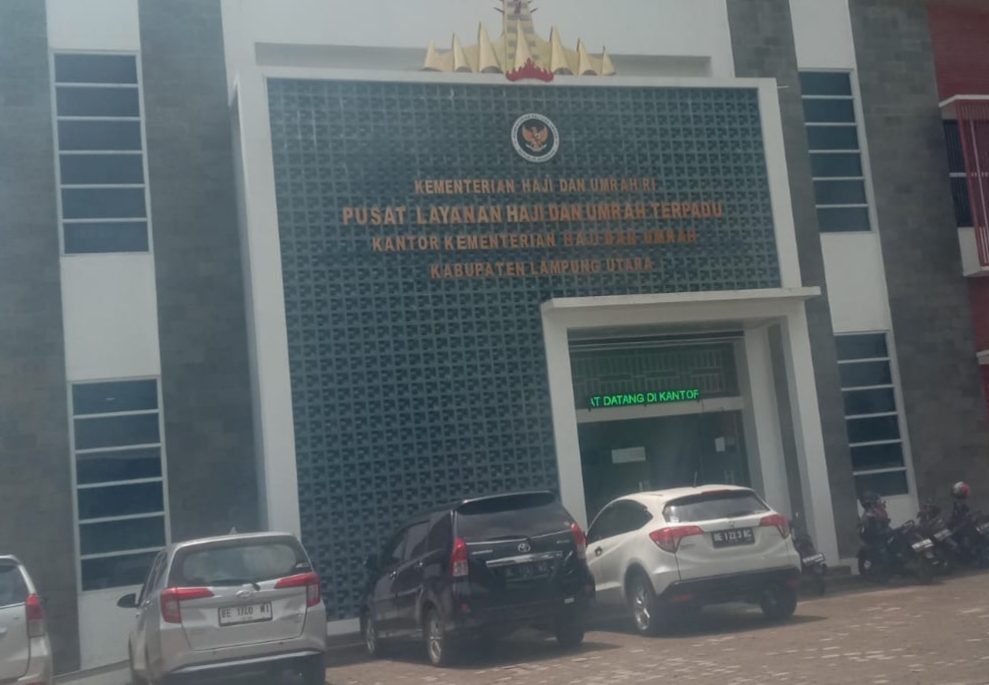 KEMENTERIAN HAJI DAN UMRAH RI
PUSAT LAYANAN HAJI DAN UMRAH TERPADU
KANTOR KEMENTERIAN HAJI DAN UMRAH
KABUPATEN LAMPUNG UTARA
AT DATANG DI KANTOR